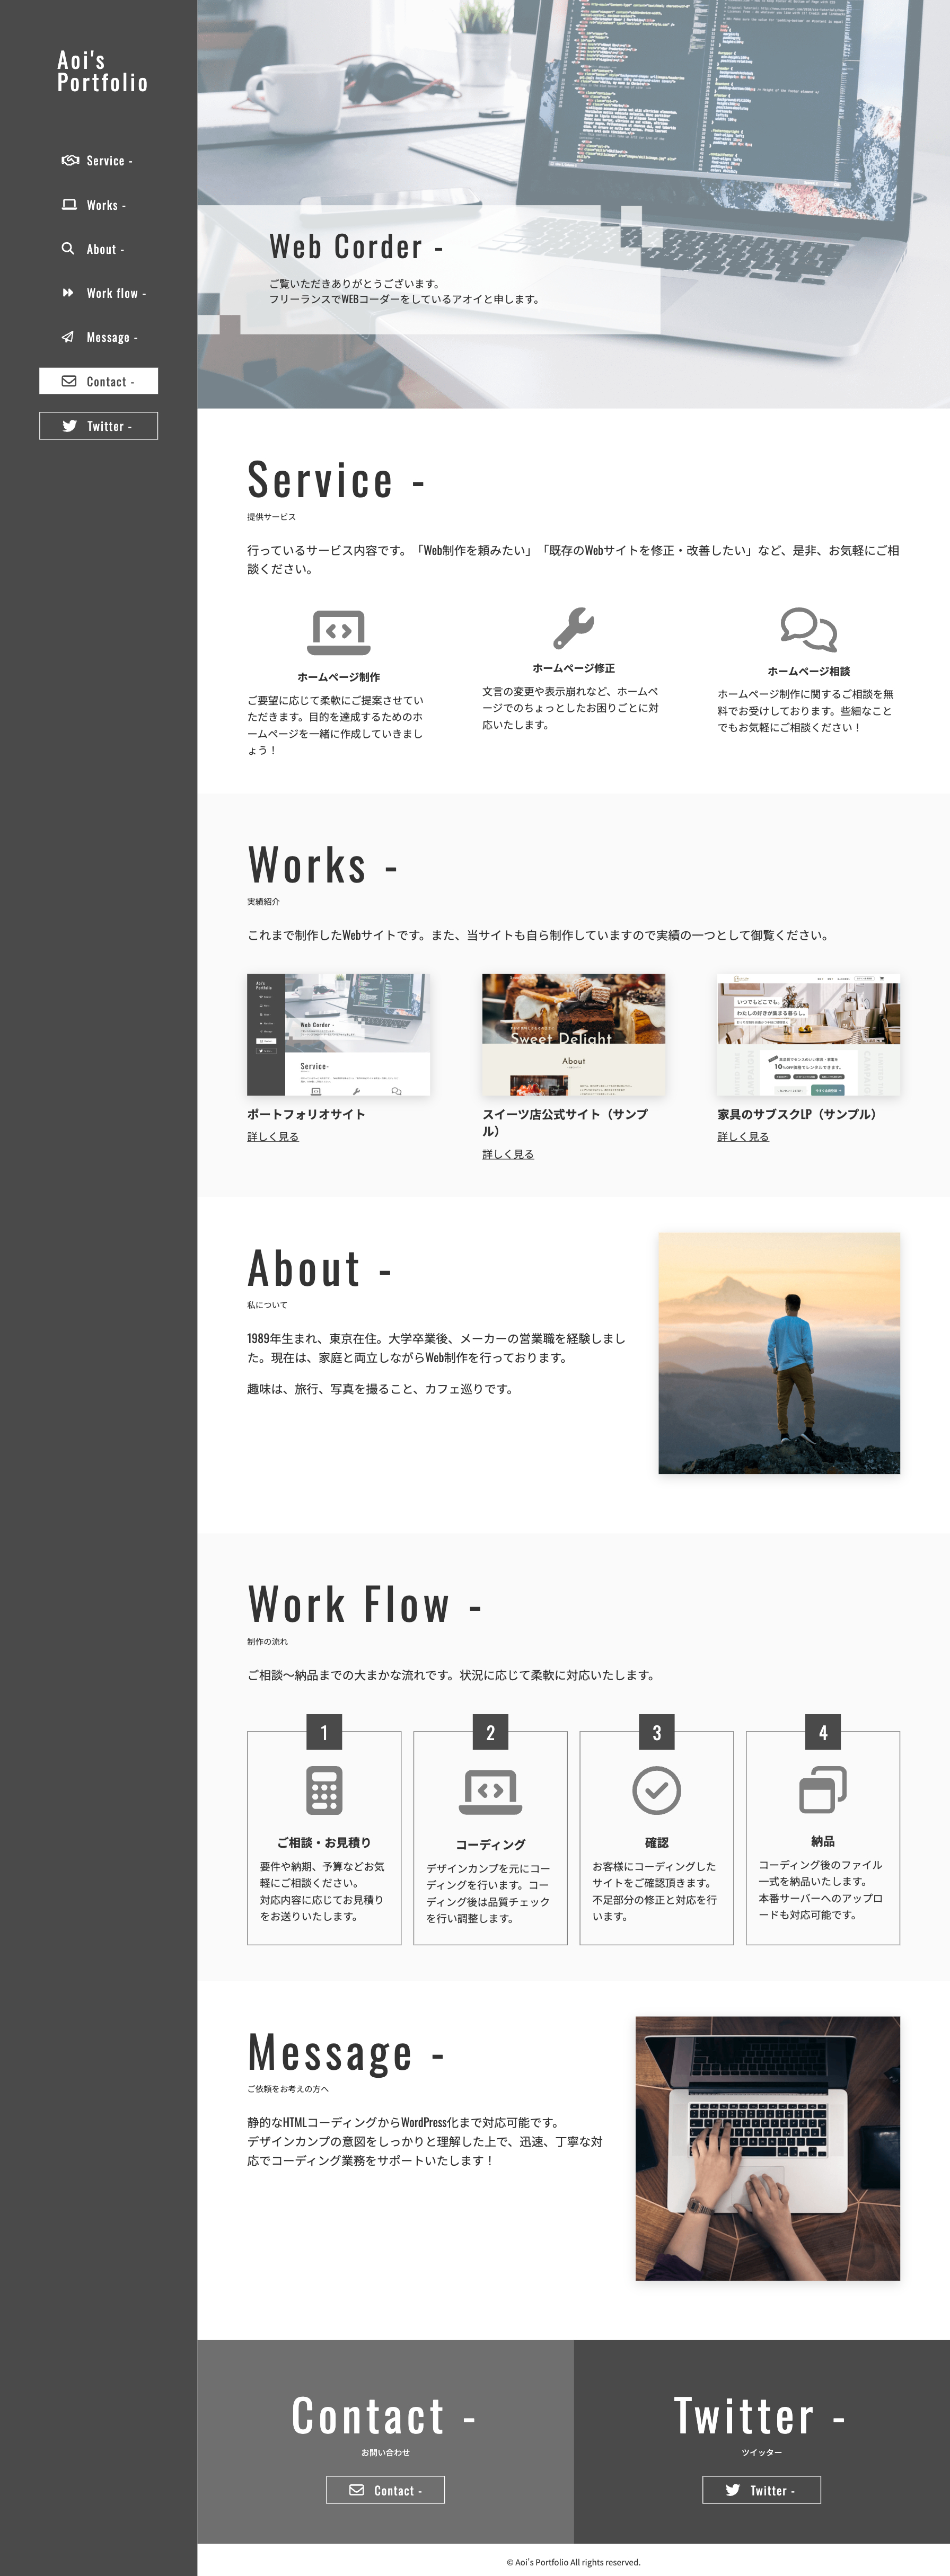 Aoi's
Portfolio
Service -
Works -
About -
Work flow -
Message -
Contact -
Twitter -
Web Corder -
ご覧いただきありがとうございます。
フリーランスでWEBコーダーをしているアオイと申します。
Service -
提供サービス
行っているサービス内容です。「Web制作を頼みたい」「既存のWebサイトを修正・改善したい」など、是非、お気軽にご相
談ください。
ホームページ制作
ご要望に応じて柔軟にご提案させてい
ただきます。目的を達成するためのホ
ームページを一緒に作成していきまし
ょう！
ホームページ修正
文言の変更や表示崩れなど、ホームペ
ージでのちょっとしたお困りごとに対
応いたします。
ホームページ相談
ホームページ制作に関するご相談を無
料でお受けしております。些細なこと
でもお気軽にご相談ください！
Works -
実績紹介
これまで制作したWebサイトです。また、当サイトも自ら制作していますので実績の一つとして御覧ください。
Aoi's
Portfolio
Web Corder -
Service-
ポートフォリオサイト
詳しく見る
Sweet Delight
About
スイーツ店公式サイト（サンプ
ル）
詳しく見る
いつでもどこでも、
わたしの好きが集まる暮らし。
家具のサブスクLP（サンプル）
詳しく見る
About -
私について
1989年生まれ、東京在住。大学卒業後、メーカーの営業職を経験しまし
た。現在は、家庭と両立しながらWeb制作を行っております。
趣味は、旅行、写真を撮ること、カフェ巡りです。
Work Flow -
制作の流れ
ご相談〜納品までの大まかな流れです。状況に応じて柔軟に対応いたします。
1
ご相談・お見積り
要件や納期、予算などお気
軽にご相談ください。
対応内容に応じてお見積り
をお送りいたします。
2
コーディング
デザインカンプを元にコー
ディングを行います。コー
ディング後は品質チェック
を行い調整します。
3
確認
お客様にコーディングした
サイトをご確認頂きます。
不足部分の修正と対応を行
います。
4
納品
コーディング後のファイル
一式を納品いたします。
本番サーバーへのアップロ
ードも対応可能です。
Message -
ご依頼をお考えの方へ
静的なHTMLコーディングからWordPress化まで対応可能です。
デザインカンプの意図をしっかりと理解した上で、迅速、丁寧な対
応でコーディング業務をサポートいたします！
Contact -
お問い合わせ
Contact -
Twitter -
ツイッター
Twitter -
© Aoi's Portfolio All rights reserved.